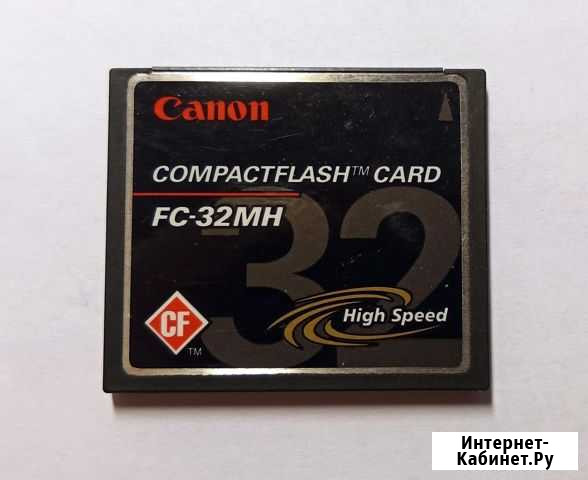 Canon
COMPACTFLASH™ CARD
FC-32MH
32
CF
TM
High Speed
Интернет-
Кабинет.Ру